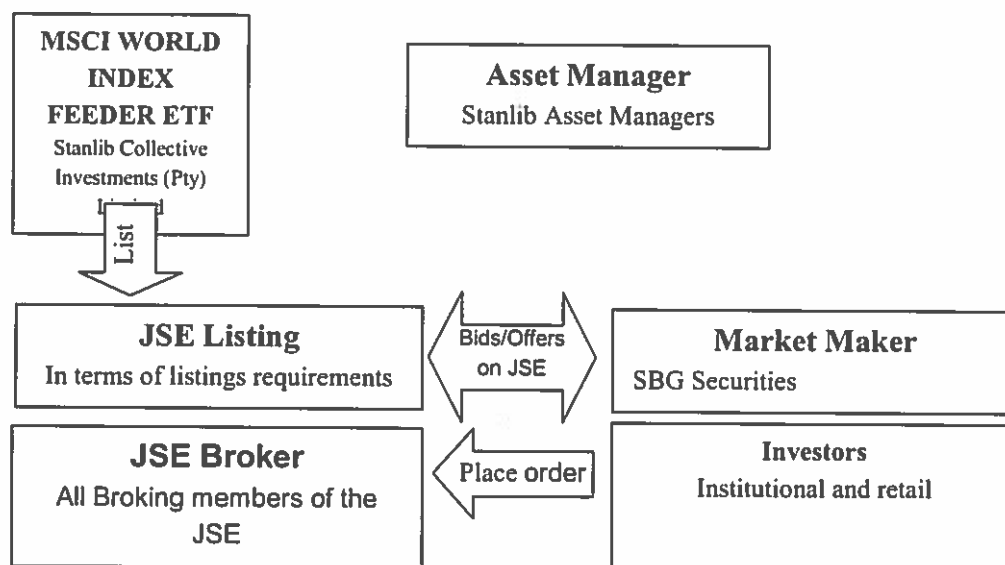 MSCI WORLD
INDEX
FEEDER ETF
Stanlib Collective
Investments (Pty)
List
Asset Manager
Stanlib Asset Managers
JSE Listing
In terms of listings requirements
Bids/Offers
on JSE
Market Maker
SBG Securities
JSE Broker
All Broking members of the
JSE
Place order
Investors
Institutional and retail